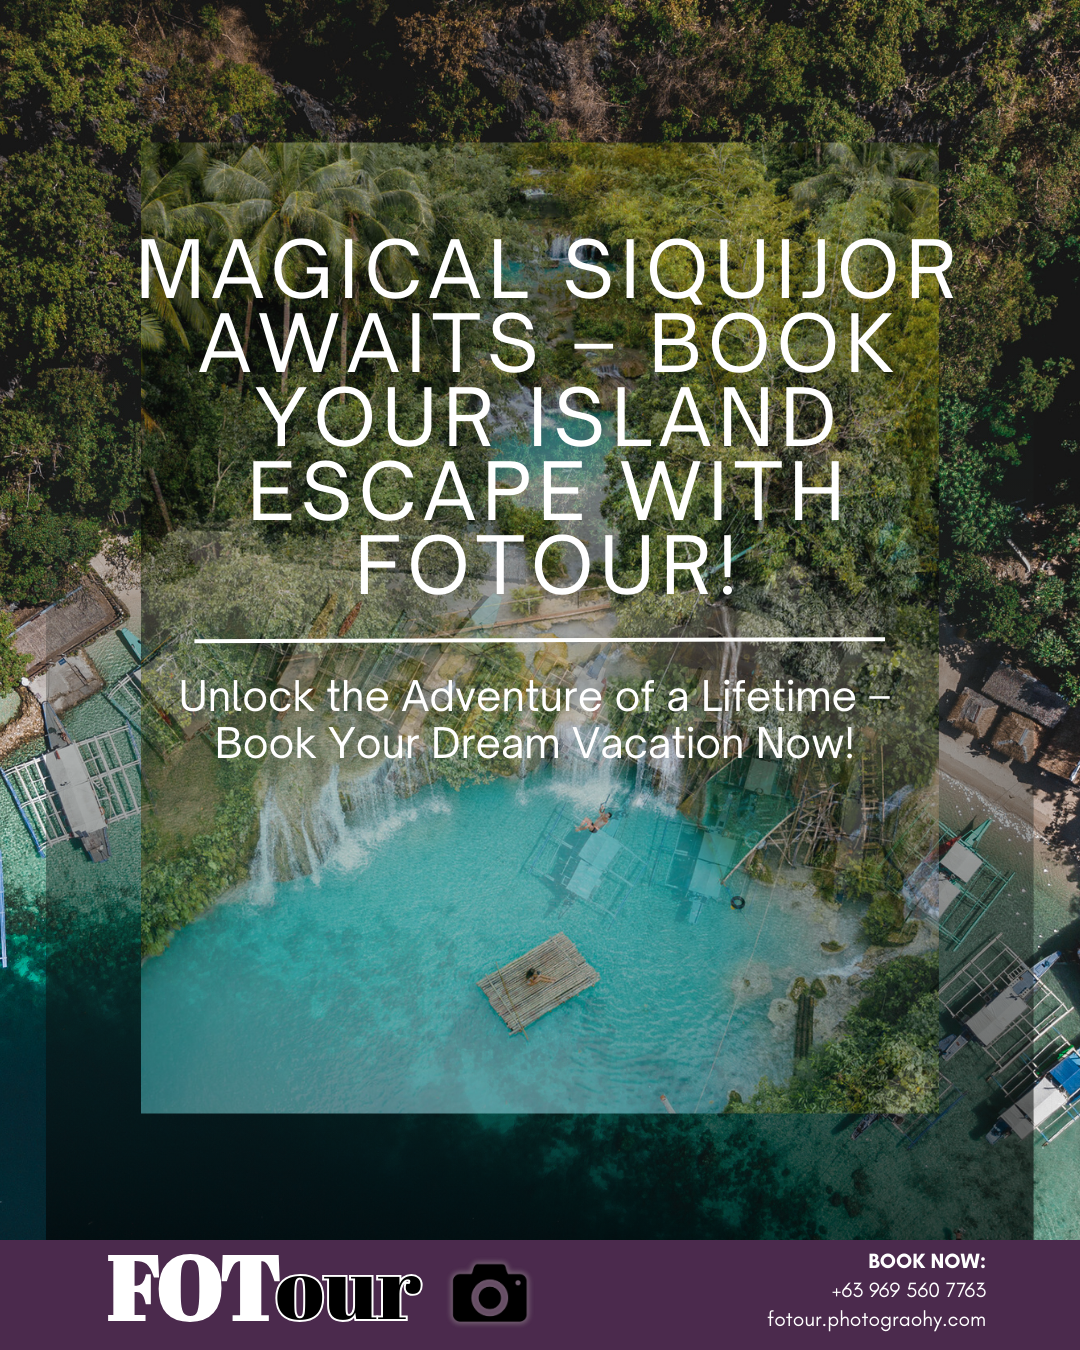 MAGICAL SIQUIJOR
AWAITS – BOOK
YOUR ISLAND
ESCAPE WITH
FOTOUR!
Unlock the Adventure of a Lifetime –
Book Your Dream Vacation Now!
FOTour
BOOK NOW:
+63 969 560 7763
fotour.photograohy.com